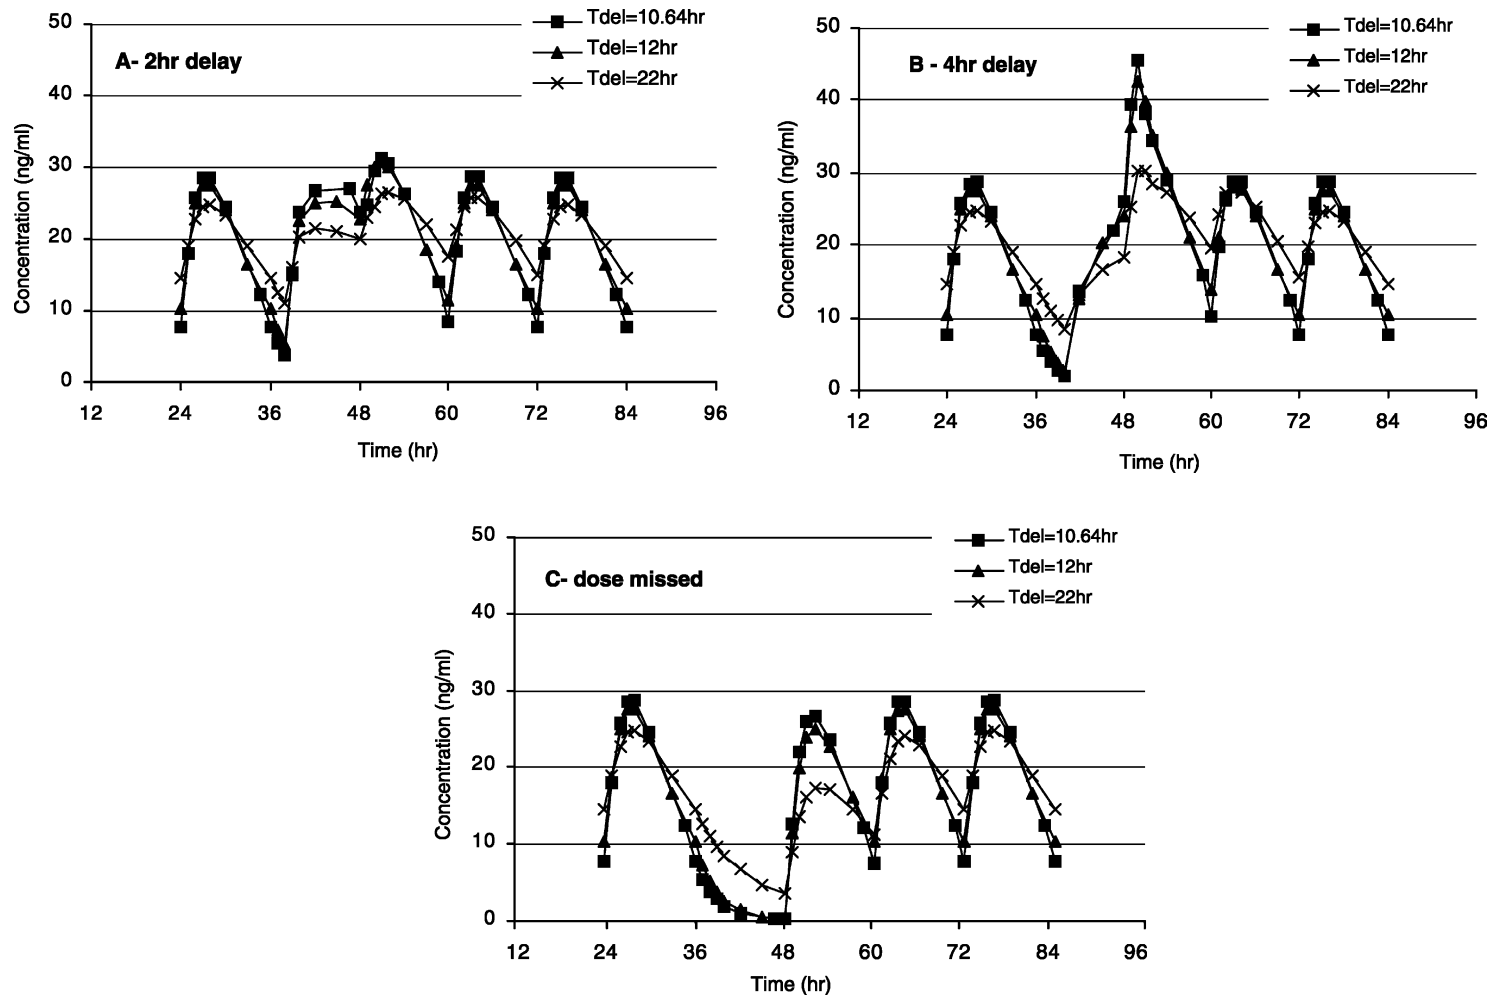 50
40
30
20
10
0
Concentration (ng/ml)
A- 2hr delay
Tdel=10.64hr
Tdel=12hr
Tdel=22hr
12 24 36 48 60 72 84 96
Time (hr)
50
40
30
20
10
0
Concentration (ng/ml)
B - 4hr delay
Tdel=10.64hr
Tdel=12hr
Tdel=22hr
12 24 36 48 60 72 84 96
Time (hr)
50
40
30
20
10
0
Concentration (ng/ml)
C- dose missed
Tdel=10.64hr
Tdel=12hr
Tdel=22hr
12 24 36 48 60 72 84 96
Time (hr)